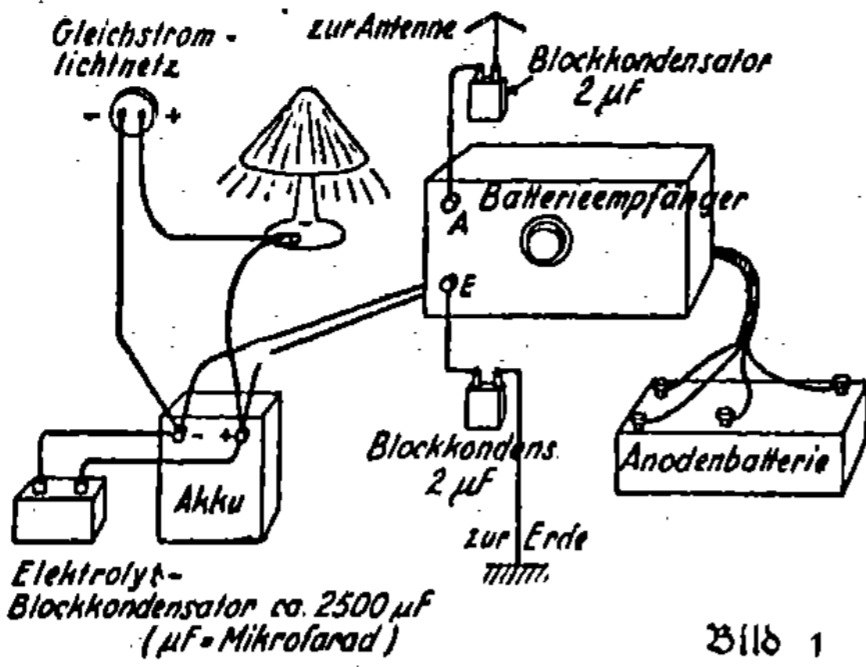 Gleichstrom-
lichtnetz
- +
zur Antenne
Blockkondensator
2 µF
Batterieempfänger
A
E
- +
Akku
Blockkondens.
2 µF
Anodenbatterie
zur Erde
Elektrolyt-
Blockkondensator ca. 2500 µF
(µF = Mikrofarad)
Bild 1